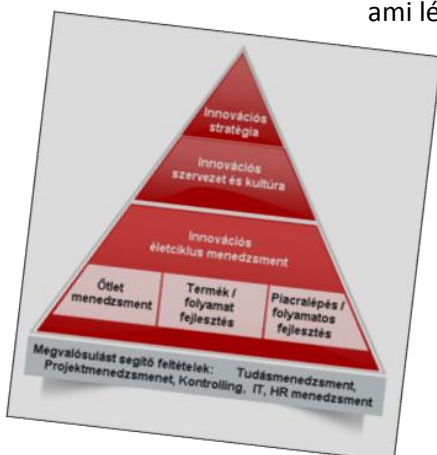 ami lé
Innovációs
stratégia
Innovációs
szervezet és kultúra
Innovációs
életciklus menedzsment
Ötlet
menedzsment
Termék /
folyamat
fejlesztés
Piacralépés /
folyamatos
fejlesztés
Megvalósulást segítő feltételek: Tudásmenedzsment,
Projektmenedzsmenet, Kontrolling, IT, HR menedzsment